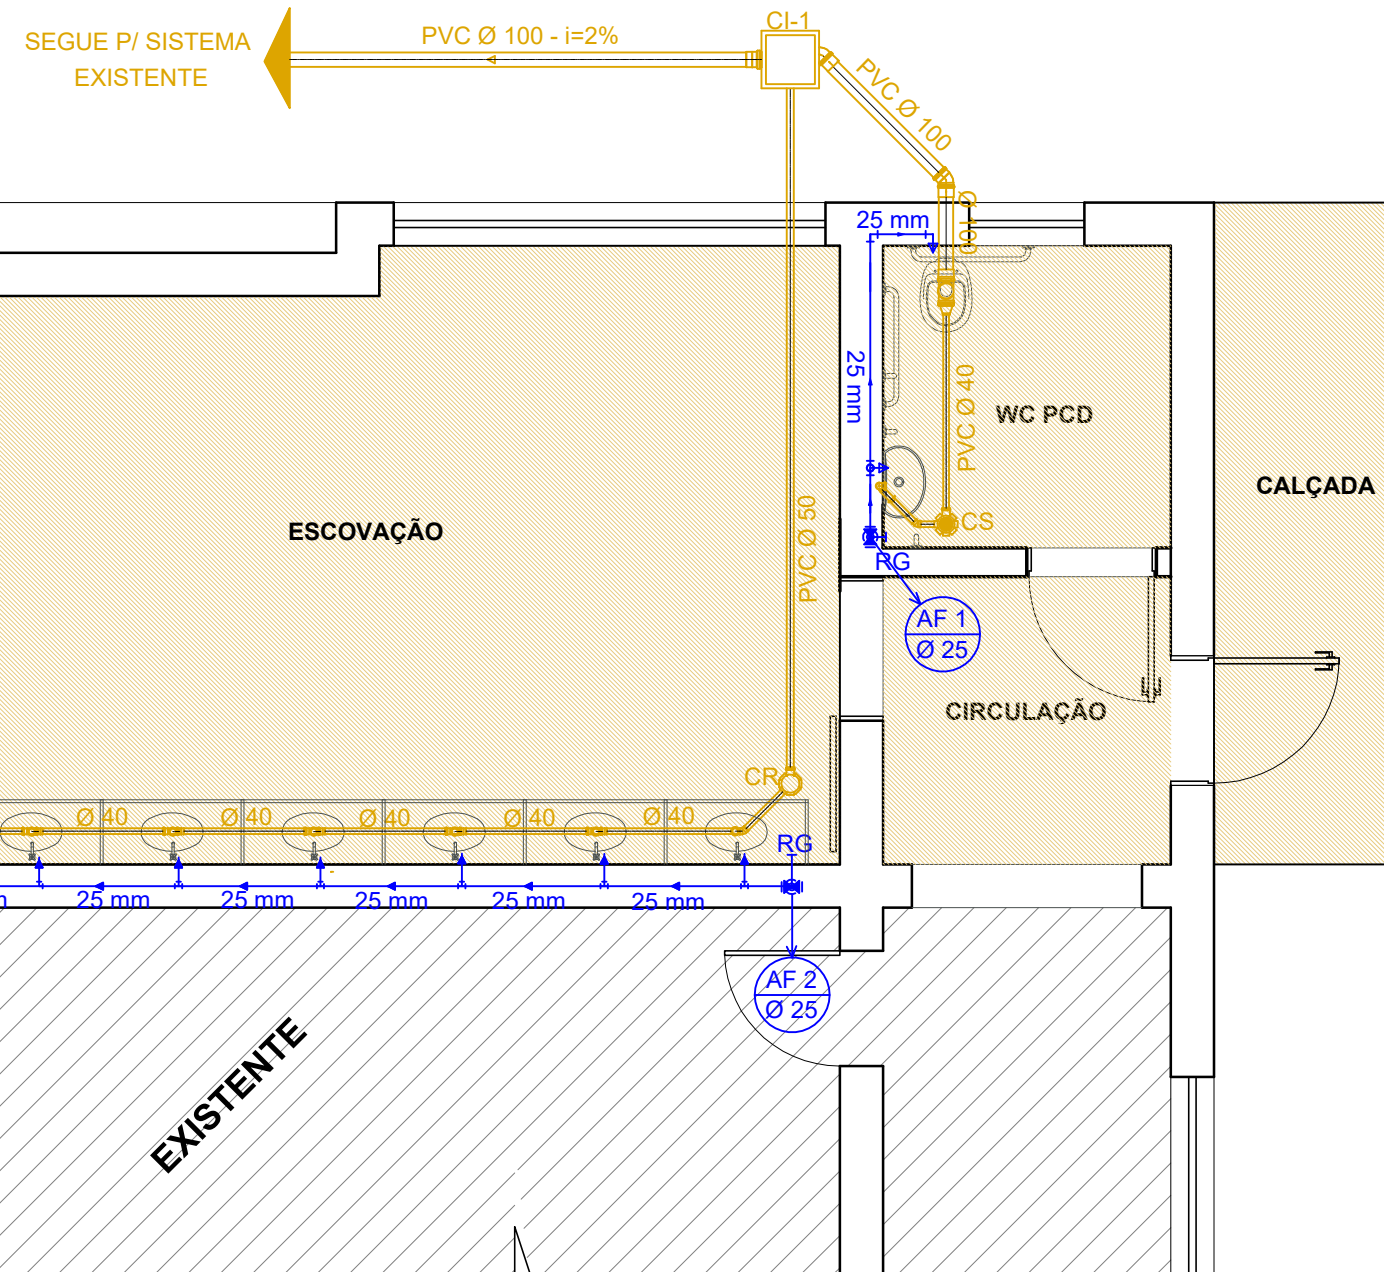 CI-1
SEGUE P/ SISTEMA
EXISTENTE
PVC Ø 100 - i=2%
PVC Ø 100
Ø 100
25 mm
25 mm
PVC Ø 40
WC PCD
CALÇADA
ESCOVAÇÃO
PVC Ø 50
CS
RG
AF 1
Ø 25
CIRCULAÇÃO
CR
Ø 40
Ø 40
Ø 40
Ø 40
Ø 40
RG
25 mm
25 mm
25 mm
25 mm
25 mm
AF 2
Ø 25
EXISTENTE